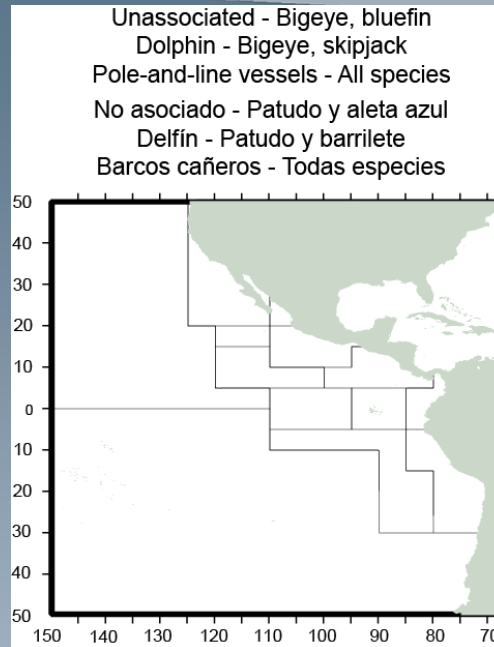 Unassociated - Bigeye, bluefin
Dolphin - Bigeye, skipjack
Pole-and-line vessels - All species
No asociado - Patudo y aleta azul
Delfín - Patudo y barrilete
Barcos cañeros - Todas especies
50
40
30
20
10
0
10
20
30
40
50
150 140 130 120 110 100 90 80 70